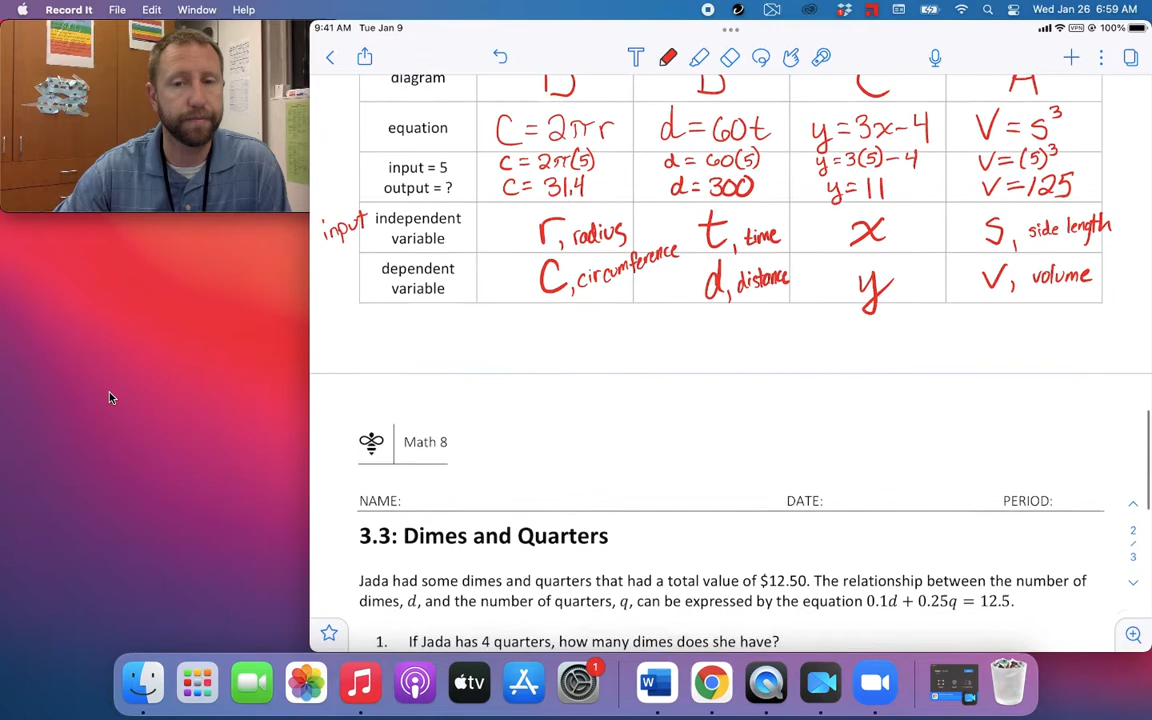 Record It File Edit Window Help Wed Jan 26 6:59 AM
9:41 AM Tue Jan 9 VPN 100%
T
diagram D B C A
equation C = 2πr d = 60t y = 3x - 4 V = s³
input = 5 C = 2π(5) d = 60(5) y = 3(5) - 4 V = (5)³
output = ? C = 31.4 d = 300 y = 11 V = 125
input independent variable r, radius t, time x s, side length
dependent variable C, circumference d, distance y V, volume
Math 8
NAME: DATE: PERIOD:
3.3: Dimes and Quarters
Jada had some dimes and quarters that had a total value of $12.50. The relationship between the number of
dimes, d, and the number of quarters, q, can be expressed by the equation 0.1d + 0.25q = 12.5.
1. If Jada has 4 quarters, how many dimes does she have?
2
/
3
1
tv
W